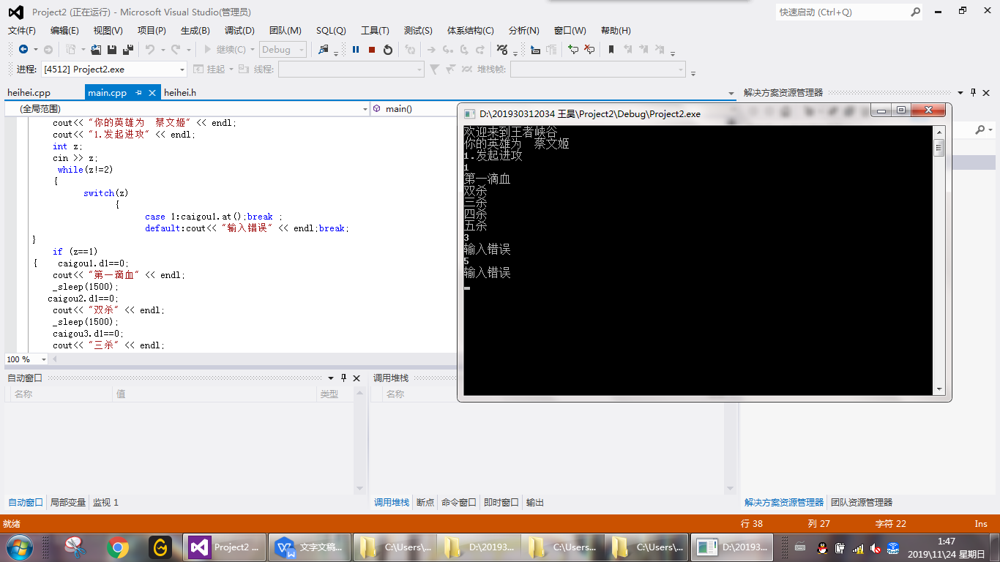 Project2 (正在运行) - Microsoft Visual Studio(管理员)
快速启动 (Ctrl+Q)
文件(F) 编辑(E) 视图(V) 项目(P) 生成(B) 调试(D) 团队(M) SQL(Q) 工具(T) 测试(S) 体系结构(C) 分析(N) 窗口(W) 帮助(H)
继续(C) Debug
进程: [4512] Project2.exe 挂起 线程: 堆栈帧:
heihei.cpp main.cpp heihei.h
解决方案资源管理器
(全局范围) main()
cout<< "你的英雄为 蔡文姬" << endl;
cout<< "1.发起进攻" << endl;
int z;
cin >> z;
while(z!=2)
{
switch(z)
{
case 1:caigou1.at();break ;
default:cout<< "输入错误" << endl;break;
}
if (z==1)
{ caigou1.d1==0;
cout<< "第一滴血" << endl;
_sleep(1500);
caigou2.d1==0;
cout<< "双杀" << endl;
_sleep(1500);
caigou3.d1==0;
cout<< "三杀" << endl;
100 %
D:\201930312034 王昊\Project2\Debug\Project2.exe
欢迎来到王者峡谷
你的英雄为 蔡文姬
1.发起进攻
1
第一滴血
双杀
三杀
四杀
五杀
3
输入错误
5
输入错误
自动窗口
名称 值 类型
调用堆栈
名称
自动窗口 局部变量 监视 1
调用堆栈 断点 命令窗口 即时窗口 输出
解决方案资源管理器 团队资源管理器
就绪 行 38 列 27 字符 22 Ins
Project2 ... 文字文稿... C:\Users\... D:\20193... C:\Users... C:\Users\... D:\20193...
1:47
2019\11\24 星期日